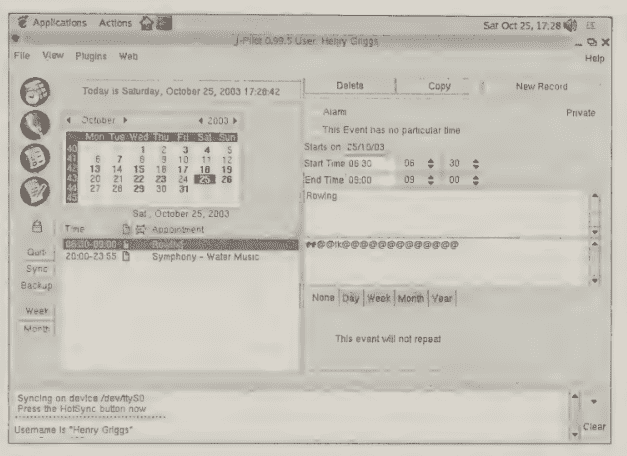 Applications Actions Sat Oct 25, 17:28
J-Pilot 0.99.5 User: Henry Griggs
File View Plugins Web Help
Today is Saturday, October 25, 2003 17:28:42
Delete Copy New Record
Alarm Private
This Event has no particular time
October 2003
Starts on 25/10/03
Mon Tue Wed Thu Fri Sat Sun
40 1 2 3 4 5
41 6 7 8 9 10 11 12
42 13 14 15 16 17 18 19
43 20 21 22 23 24 25 26
44 27 28 29 30 31
45
Start Time 06:30 06 30
End Time 09:00 09 00
Rowing
Sat., October 25, 2003
Time Appointment
06:30-09:00 Rowing
20:00-23:55 Symphony - Water Music
Quit
Sync
Backup
Week
Month
None Day Week Month Year
This event will not repeat
Syncing on device /dev/ttyS0
Press the HotSync button now
Username is "Henry Griggs"
Clear